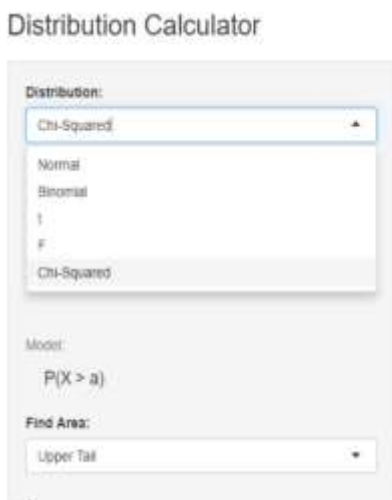 Distribution Calculator
Distribution:
Chi-Squared
Normal
Binomial
t
F
Chi-Squared
Model:
P(X > a)
Find Area:
Upper Tail